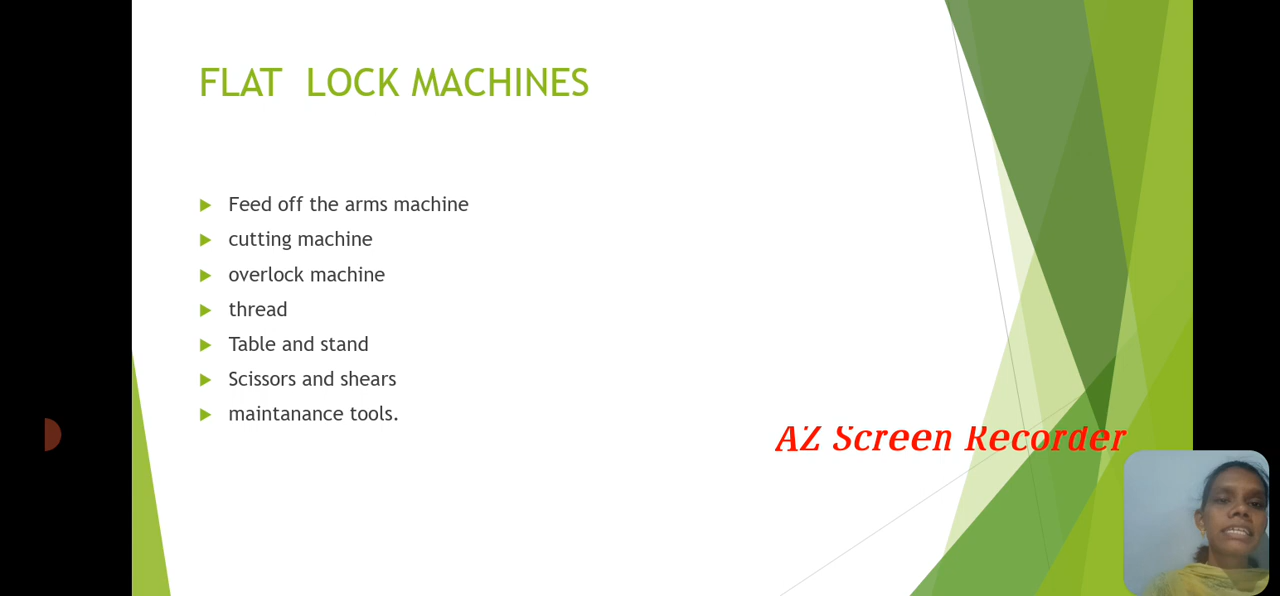 FLAT  LOCK MACHINES
Feed off the arms machine
cutting machine
overlock machine
thread
Table and stand
Scissors and shears
maintanance tools.
AZ Screen Recorder